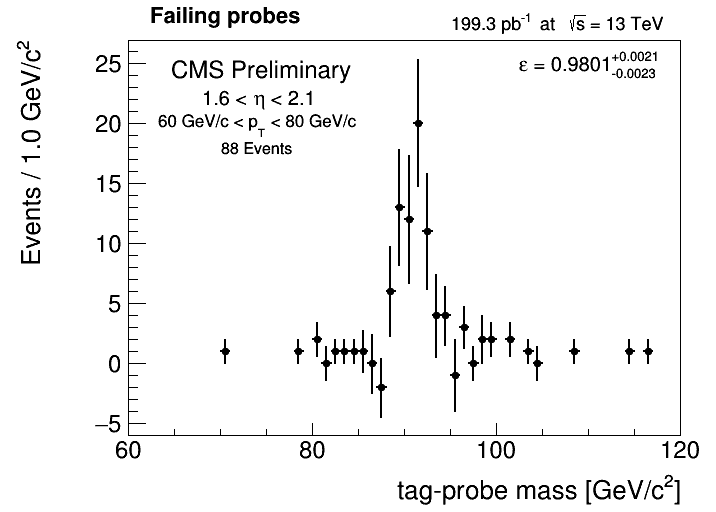 Failing probes
199.3 pb⁻¹ at √s = 13 TeV
CMS Preliminary
ε = 0.9801 +0.0021 -0.0023
1.6 < η < 2.1
60 GeV/c < p_T < 80 GeV/c
88 Events
Events / 1.0 GeV/c²
25
20
15
10
5
0
−5
60 80 100 120
tag-probe mass [GeV/c²]